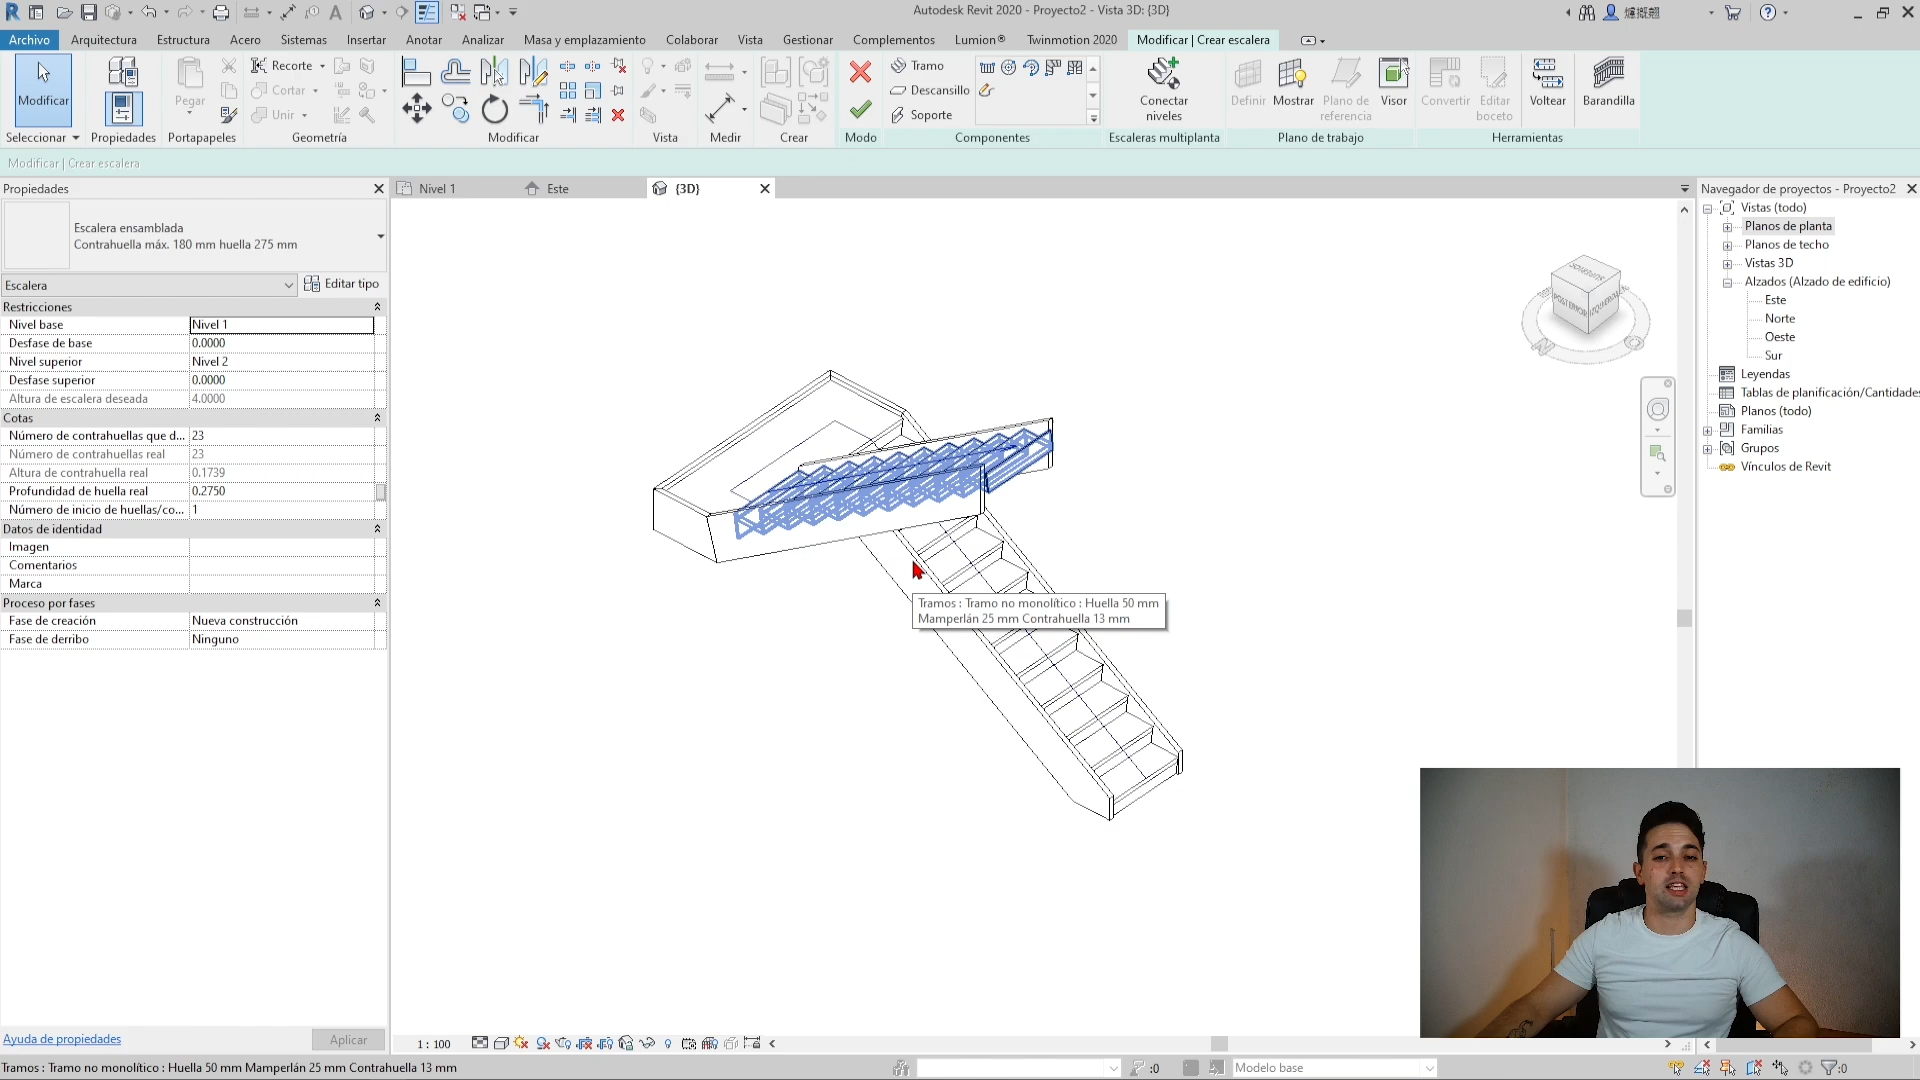 Autodesk Revit 2020 - Proyecto2 - Vista 3D: {3D}
Archivo Arquitectura Estructura Acero Sistemas Insertar Anotar Analizar Masa y emplazamiento Colaborar Vista Gestionar Complementos Lumion® Twinmotion 2020 Modificar | Crear escalera
Modificar Pegar Recorte Cortar Unir
Tramo
Descansillo
Soporte
Conectar niveles
Definir Mostrar Plano de referencia Visor
Convertir Editar boceto Voltear Barandilla
Seleccionar Propiedades Portapapeles Geometría Modificar Vista Medir Crear Modo Componentes Escaleras multiplanta Plano de trabajo Herramientas
Modificar | Crear escalera
Propiedades
Nivel 1 Este {3D}
Escalera ensamblada
Contrahuella máx. 180 mm huella 275 mm
Escalera Editar tipo
Restricciones
Nivel base Nivel 1
Desfase de base 0.0000
Nivel superior Nivel 2
Desfase superior 0.0000
Altura de escalera deseada 4.0000
Cotas
Número de contrahuellas que d... 23
Número de contrahuellas real 23
Altura de contrahuella real 0.1739
Profundidad de huella real 0.2750
Número de inicio de huellas/co... 1
Datos de identidad
Imagen
Comentarios
Marca
Proceso por fases
Fase de creación Nueva construcción
Fase de derribo Ninguno
Ayuda de propiedades Aplicar
POSTERIOR
Tramos : Tramo no monolítico : Huella 50 mm
Mamperlán 25 mm Contrahuella 13 mm
Navegador de proyectos - Proyecto2
Vistas (todo)
Planos de planta
Planos de techo
Vistas 3D
Alzados (Alzado de edificio)
Este
Norte
Oeste
Sur
Leyendas
Tablas de planificación/Cantidades
Planos (todo)
Familias
Grupos
Vínculos de Revit
1 : 100
Tramos : Tramo no monolítico : Huella 50 mm Mamperlán 25 mm Contrahuella 13 mm
:0 Modelo base :0